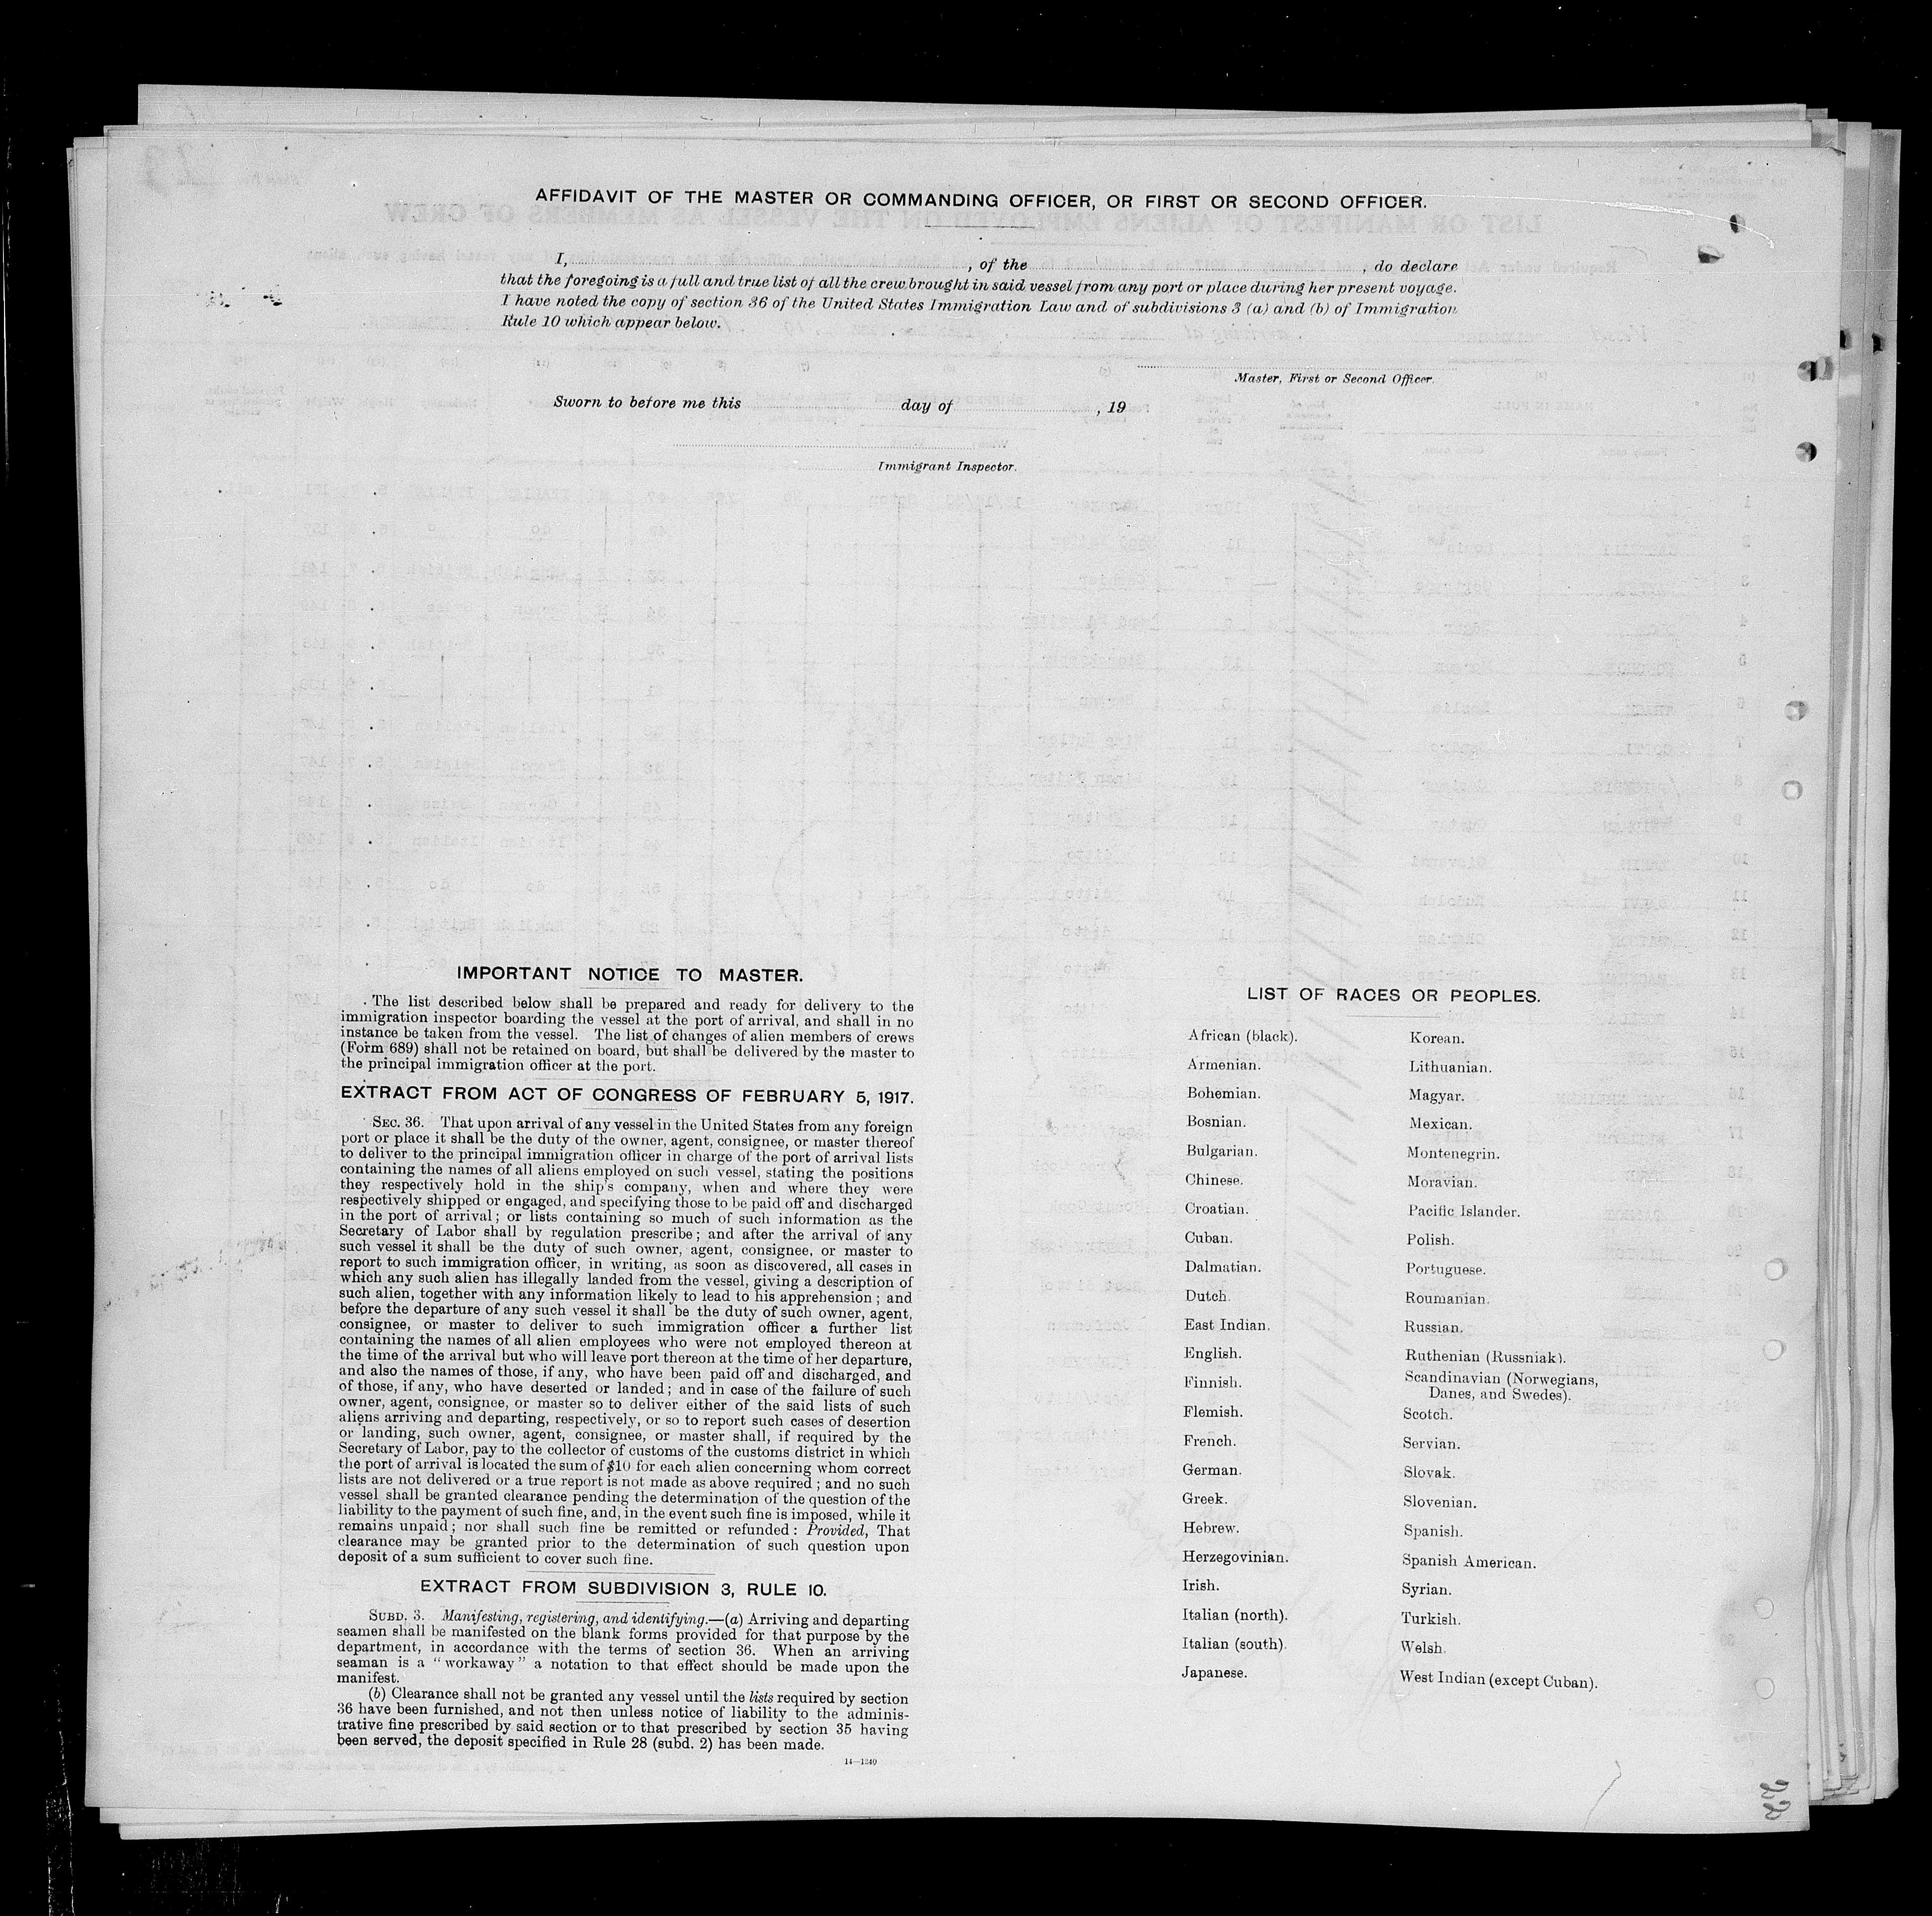 AFFIDAVIT OF THE MASTER OR COMMANDING OFFICER, OR FIRST OR SECOND OFFICER.
I, , of the , do declare
that the foregoing is a full and true list of all the crew brought in said vessel from any port or place during her present voyage.
I have noted the copy of section 36 of the United States Immigration Law and of subdivisions 3 (a) and (b) of Immigration
Rule 10 which appear below.
Master, First or Second Officer.
Sworn to before me this day of , 19
Immigrant Inspector.
IMPORTANT NOTICE TO MASTER.
The list described below shall be prepared and ready for delivery to the
immigration inspector boarding the vessel at the port of arrival, and shall in no
instance be taken from the vessel. The list of changes of alien members of crews
(Form 689) shall not be retained on board, but shall be delivered by the master to
the principal immigration officer at the port.
EXTRACT FROM ACT OF CONGRESS OF FEBRUARY 5, 1917.
SEC. 36. That upon arrival of any vessel in the United States from any foreign
port or place it shall be the duty of the owner, agent, consignee, or master thereof
to deliver to the principal immigration officer in charge of the port of arrival lists
containing the names of all aliens employed on such vessel, stating the positions
they respectively hold in the ship's company, when and where they were
respectively shipped or engaged, and specifying those to be paid off and discharged
in the port of arrival; or lists containing so much of such information as the
Secretary of Labor shall by regulation prescribe; and after the arrival of any
such vessel it shall be the duty of such owner, agent, consignee, or master to
report to such immigration officer, in writing, as soon as discovered, all cases in
which any such alien has illegally landed from the vessel, giving a description of
such alien, together with any information likely to lead to his apprehension; and
before the departure of any such vessel it shall be the duty of such owner, agent,
consignee, or master to deliver to such immigration officer a further list
containing the names of all alien employees who were not employed thereon at
the time of the arrival but who will leave port thereon at the time of her departure,
and also the names of those, if any, who have been paid off and discharged, and
of those, if any, who have deserted or landed; and in case of the failure of such
owner, agent, consignee, or master so to deliver either of the said lists of such
aliens arriving and departing, respectively, or so to report such cases of desertion
or landing, such owner, agent, consignee, or master shall, if required by the
Secretary of Labor, pay to the collector of customs of the customs district in which
the port of arrival is located the sum of $10 for each alien concerning whom correct
lists are not delivered or a true report is not made as above required; and no such
vessel shall be granted clearance pending the determination of the question of the
liability to the payment of such fine, and, in the event such fine is imposed, while it
remains unpaid; nor shall such fine be remitted or refunded: Provided, That
clearance may be granted prior to the determination of such question upon
deposit of a sum sufficient to cover such fine.
EXTRACT FROM SUBDIVISION 3, RULE 10.
SUBD. 3. Manifesting, registering, and identifying.—(a) Arriving and departing
seamen shall be manifested on the blank forms provided for that purpose by the
department, in accordance with the terms of section 36. When an arriving
seaman is a "workaway" a notation to that effect should be made upon the
manifest.
(b) Clearance shall not be granted any vessel until the lists required by section
36 have been furnished, and not then unless notice of liability to the adminis-
trative fine prescribed by said section or to that prescribed by section 35 having
been served, the deposit specified in Rule 28 (subd. 2) has been made.
14—1240
LIST OF RACES OR PEOPLES.
African (black).
Armenian.
Bohemian.
Bosnian.
Bulgarian.
Chinese.
Croatian.
Cuban.
Dalmatian.
Dutch.
East Indian.
English.
Finnish.
Flemish.
French.
German.
Greek.
Hebrew.
Herzegovinian.
Irish.
Italian (north).
Italian (south).
Japanese.
Korean.
Lithuanian.
Magyar.
Mexican.
Montenegrin.
Moravian.
Pacific Islander.
Polish.
Portuguese.
Roumanian.
Russian.
Ruthenian (Russniak).
Scandinavian (Norwegians,
Danes, and Swedes).
Scotch.
Servian.
Slovak.
Slovenian.
Spanish.
Spanish American.
Syrian.
Turkish.
Welsh.
West Indian (except Cuban).
22